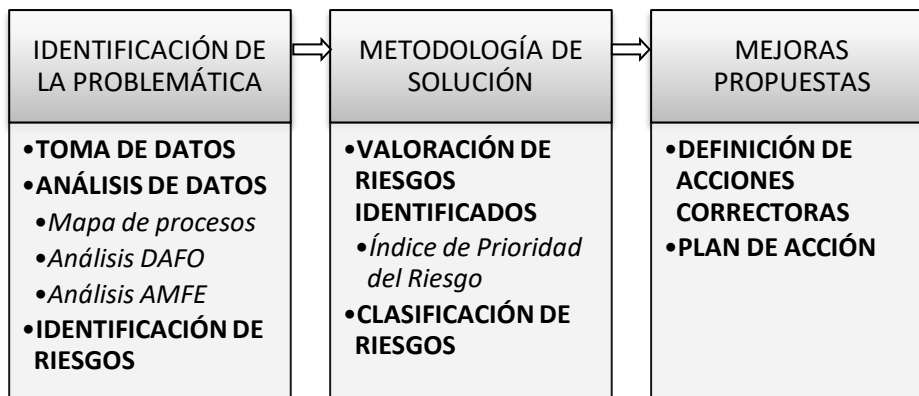 IDENTIFICACIÓN DE
LA PROBLEMÁTICA
•TOMA DE DATOS
•ANÁLISIS DE DATOS
•Mapa de procesos
•Análisis DAFO
•Análisis AMFE
•IDENTIFICACIÓN DE
RIESGOS
METODOLOGÍA DE
SOLUCIÓN
•VALORACIÓN DE
RIESGOS
IDENTIFICADOS
•Índice de Prioridad
del Riesgo
•CLASIFICACIÓN DE
RIESGOS
MEJORAS
PROPUESTAS
•DEFINICIÓN DE
ACCIONES
CORRECTORAS
•PLAN DE ACCIÓN